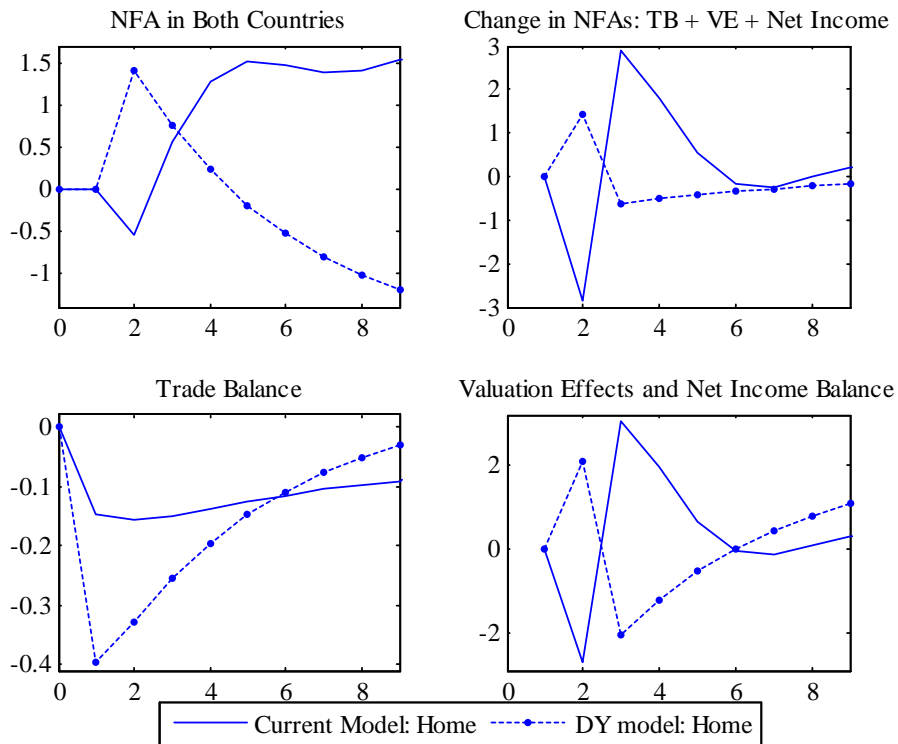 NFA in Both Countries
1.5
1
0.5
0
-0.5
-1
0 2 4 6 8
Change in NFAs: TB + VE + Net Income
3
2
1
0
-1
-2
-3
0 2 4 6 8
Trade Balance
0
-0.1
-0.2
-0.3
-0.4
0 2 4 6 8
Valuation Effects and Net Income Balance
2
0
-2
0 2 4 6 8
Current Model: Home DY model: Home